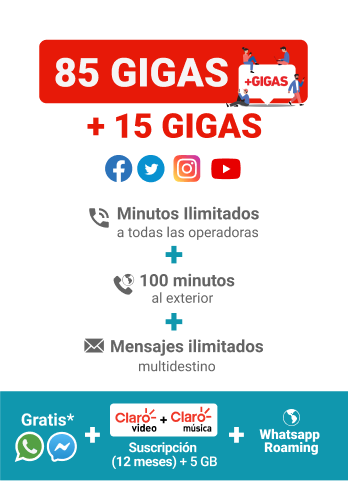 85 GIGAS
+GIGAS
+ 15 GIGAS
Minutos Ilimitados
a todas las operadoras
+
100 minutos
al exterior
+
Mensajes ilimitados
multidestino
Gratis*
+
Claro video + Claro música
Suscripción
(12 meses) + 5 GB
+
Whatsapp
Roaming